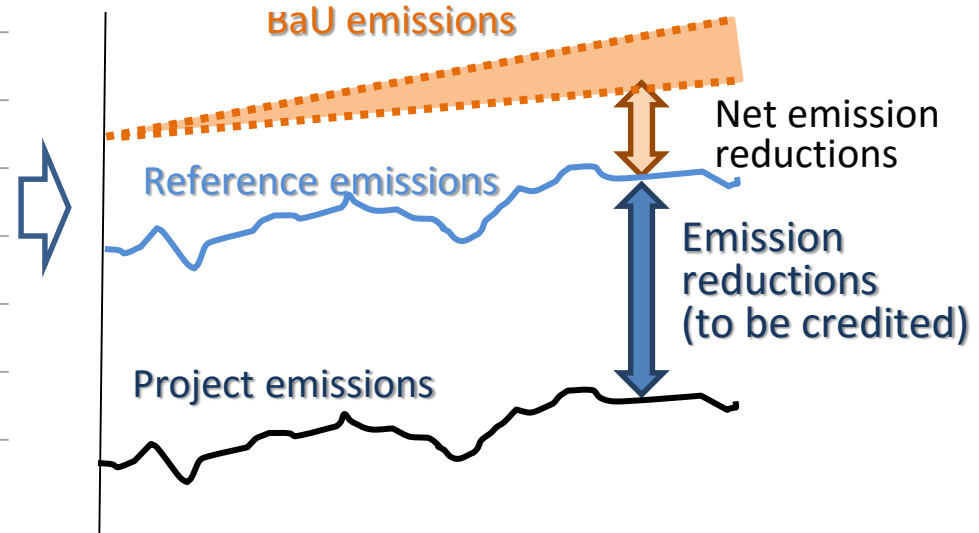 BaU emissions
Net emission
reductions
Reference emissions
Emission
reductions
(to be credited)
Project emissions